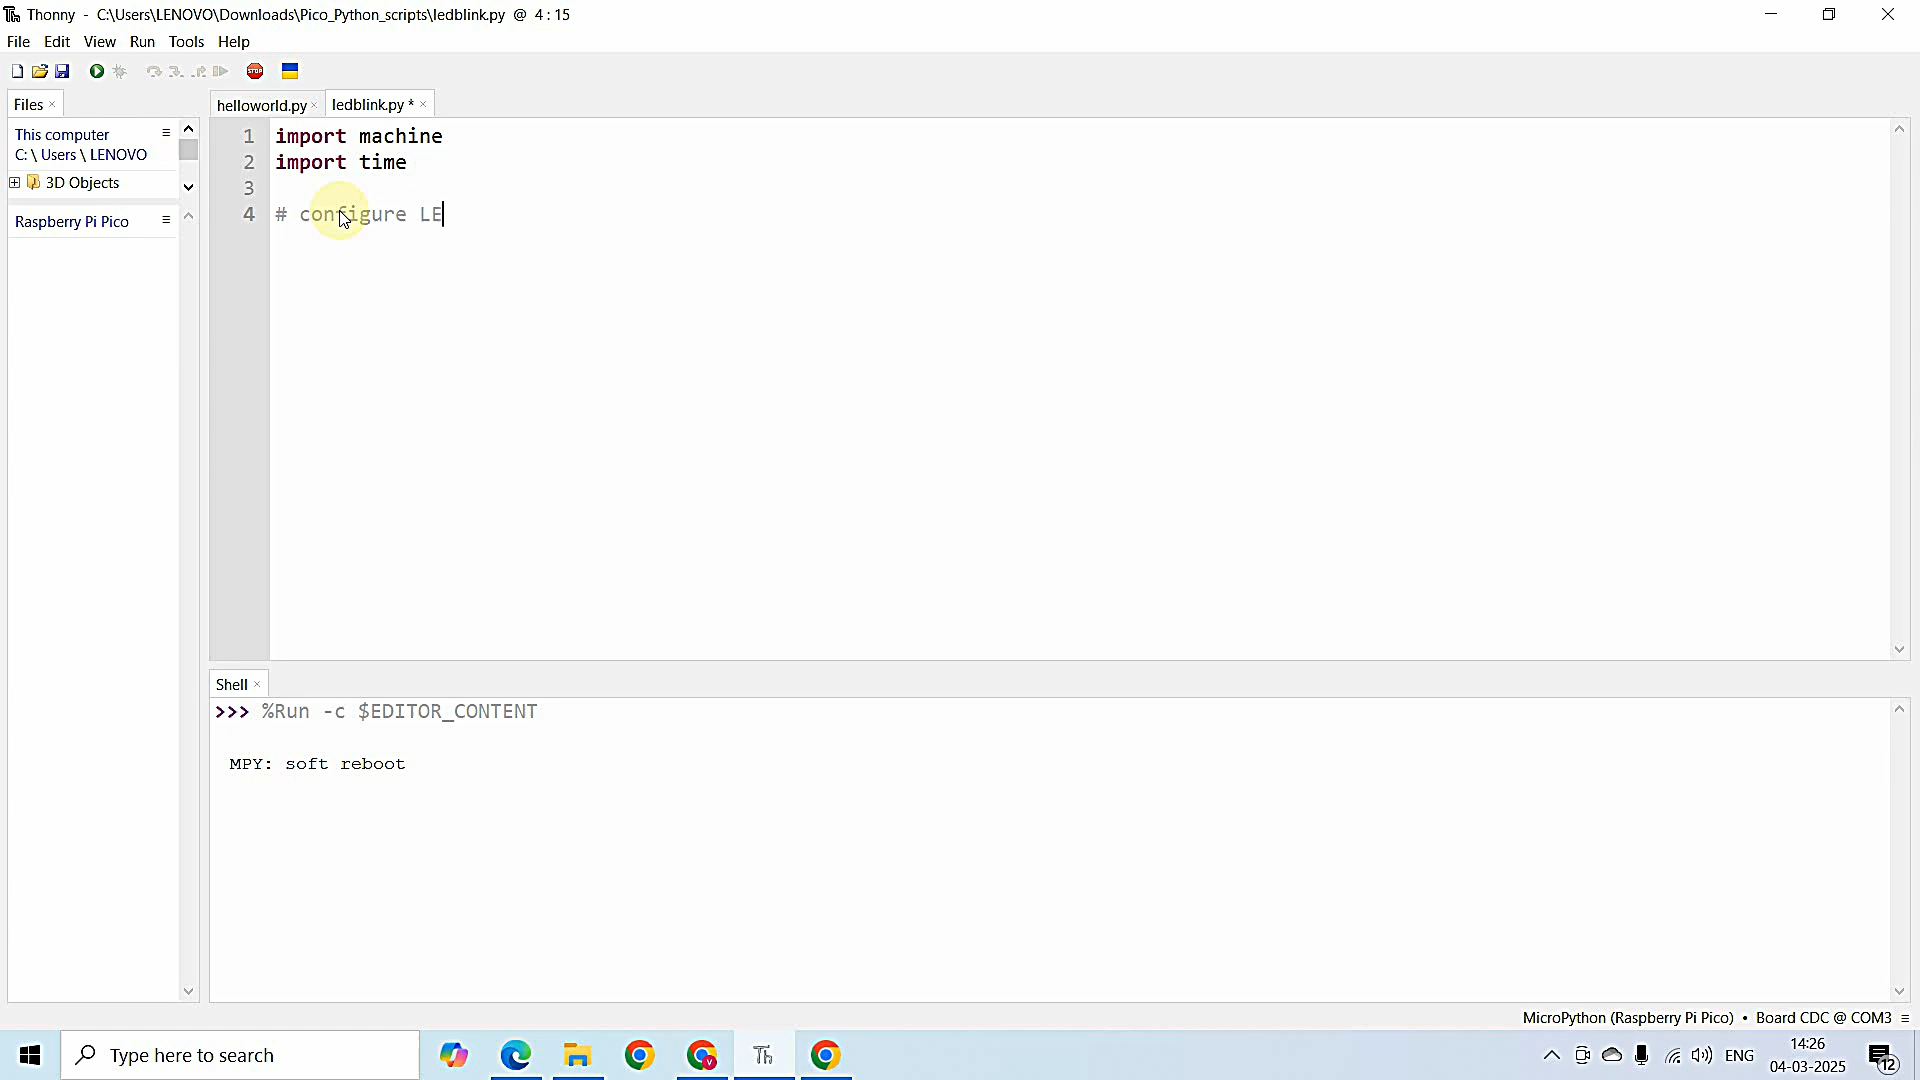 Thonny - C:\Users\LENOVO\Downloads\Pico_Python_scripts\ledblink.py @ 4:15
File Edit View Run Tools Help
STOP
Files ×
This computer
C: \ Users \ LENOVO
3D Objects
Raspberry Pi Pico
helloworld.py × ledblink.py * ×
1 import machine
2 import time
3
4 # configure LE
Shell ×
>>> %Run -c $EDITOR_CONTENT
MPY: soft reboot
MicroPython (Raspberry Pi Pico) • Board CDC @ COM3
Type here to search
Th
ENG
14:26
04-03-2025
12